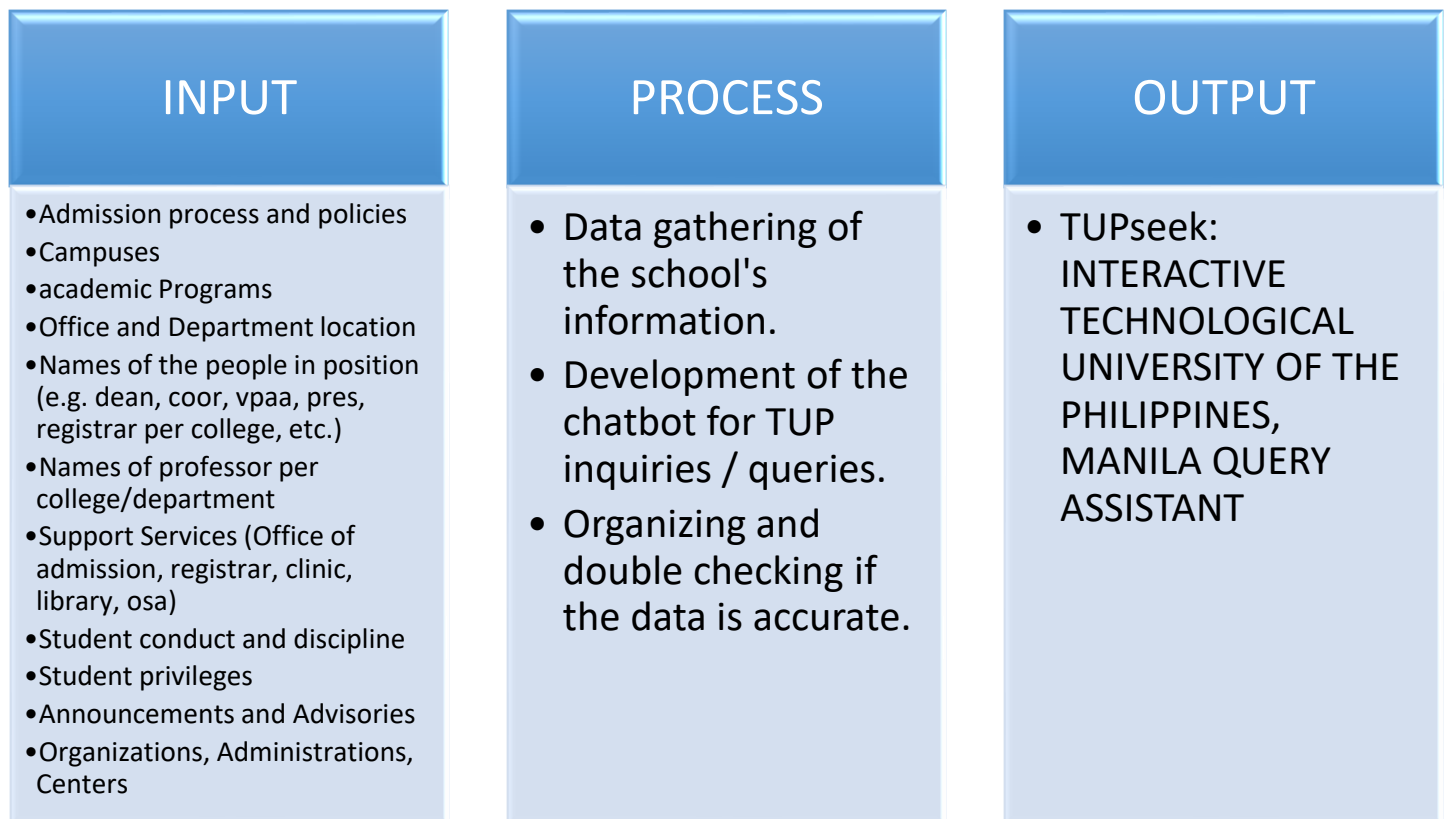 INPUT
•Admission process and policies
•Campuses
•academic Programs
•Office and Department location
•Names of the people in position
(e.g. dean, coor, vpaa, pres,
registrar per college, etc.)
•Names of professor per
college/department
•Support Services (Office of
admission, registrar, clinic,
library, osa)
•Student conduct and discipline
•Student privileges
•Announcements and Advisories
•Organizations, Administrations,
Centers
PROCESS
• Data gathering of
the school's
information.
• Development of the
chatbot for TUP
inquiries / queries.
• Organizing and
double checking if
the data is accurate.
OUTPUT
• TUPseek:
INTERACTIVE
TECHNOLOGICAL
UNIVERSITY OF THE
PHILIPPINES,
MANILA QUERY
ASSISTANT